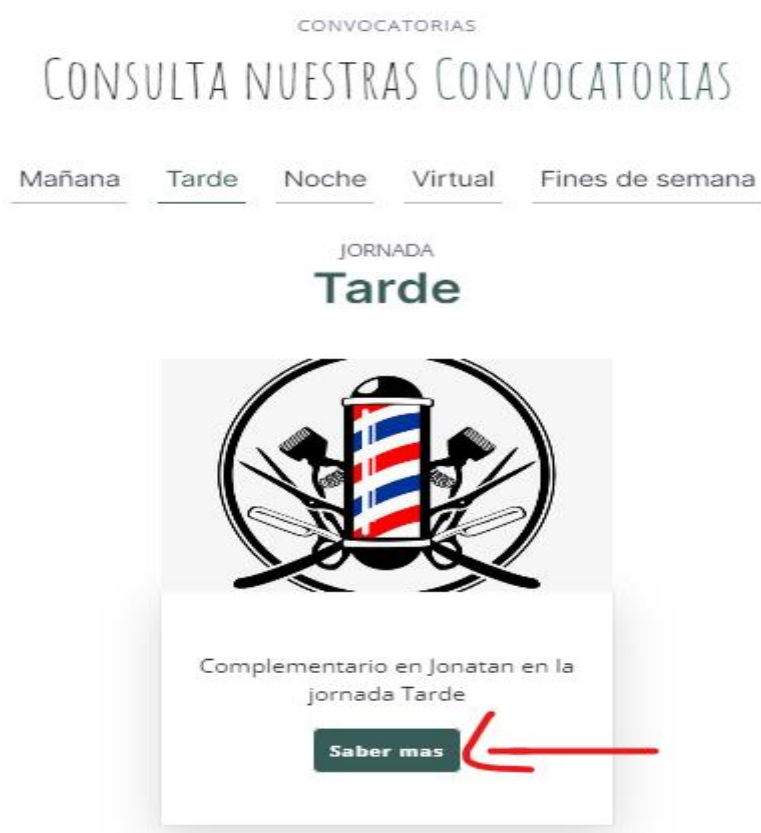 CONVOCATORIAS
CONSULTA NUESTRAS CONVOCATORIAS
Mañana Tarde Noche Virtual Fines de semana
JORNADA
Tarde
Complementario en Jonatan en la
jornada Tarde
Saber mas